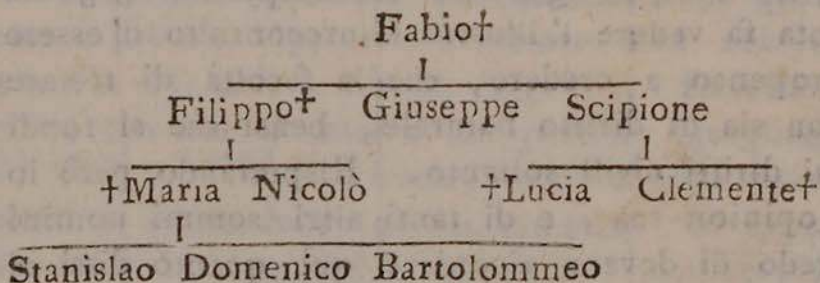 Fabio†
Filippo† Giuseppe Scipione
†Maria Nicolò †Lucia Clemente†
Stanislao Domenico Bartolommeo